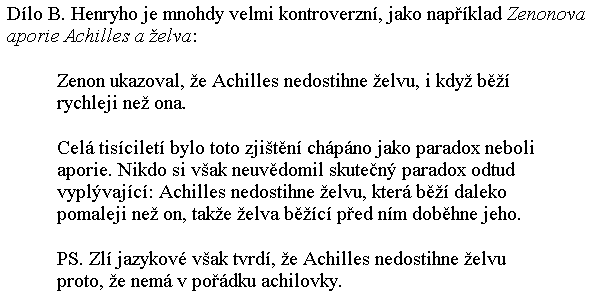 Dílo B. Henryho je mnohdy velmi kontroverzní, jako například Zenonova
aporie Achilles a želva:
Zenon ukazoval, že Achilles nedostihne želvu, i když běží
rychleji než ona.
Celá tisíciletí bylo toto zjištění chápáno jako paradox neboli
aporie. Nikdo si však neuvědomil skutečný paradox odtud
vyplývající: Achilles nedostihne želvu, která běží daleko
pomaleji než on, takže želva běžící před ním doběhne jeho.
PS. Zlí jazykové však tvrdí, že Achilles nedostihne želvu
proto, že nemá v pořádku achilovky.